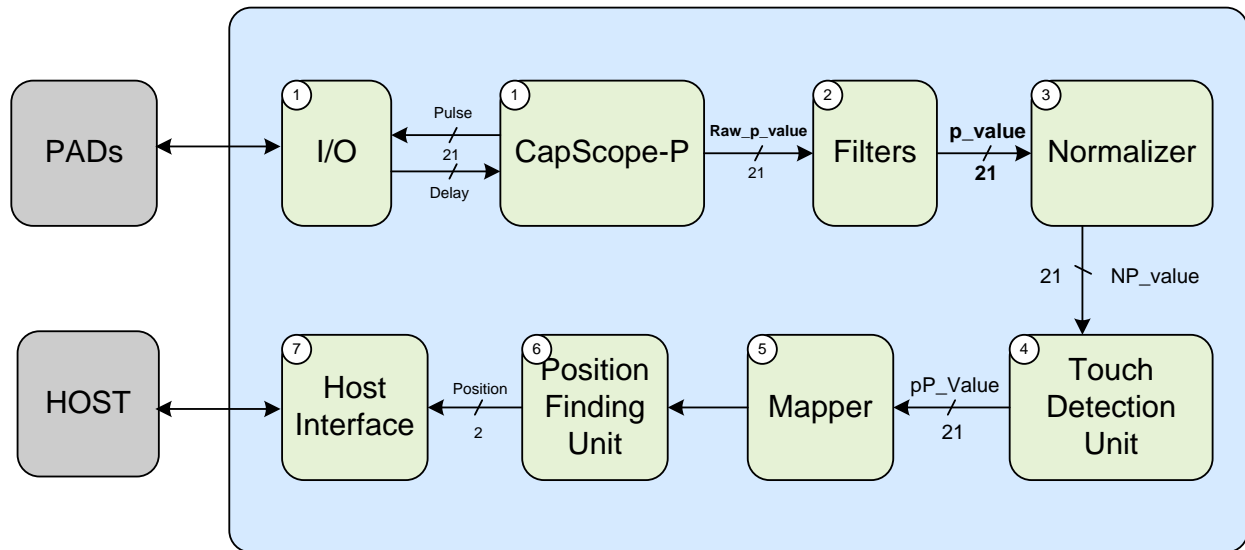 1
1
2
3
PADs
I/O
Pulse
21
Delay
CapScope-P
Raw_p_value
21
Filters
p_value
21
Normalizer
21
NP_value
7
6
5
4
HOST
Host
Interface
Position
2
Position
Finding
Unit
Mapper
pP_Value
21
Touch
Detection
Unit